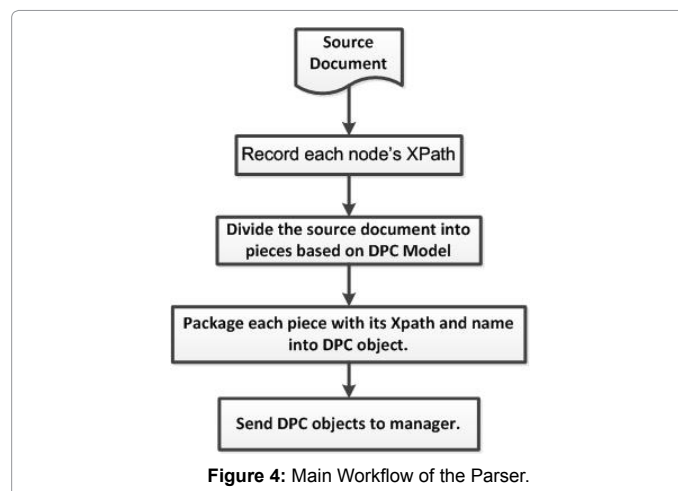 Source
Document
Record each node's XPath
Divide the source document into
pieces based on DPC Model
Package each piece with its Xpath and name
into DPC object.
Send DPC objects to manager.
Figure 4: Main Workflow of the Parser.